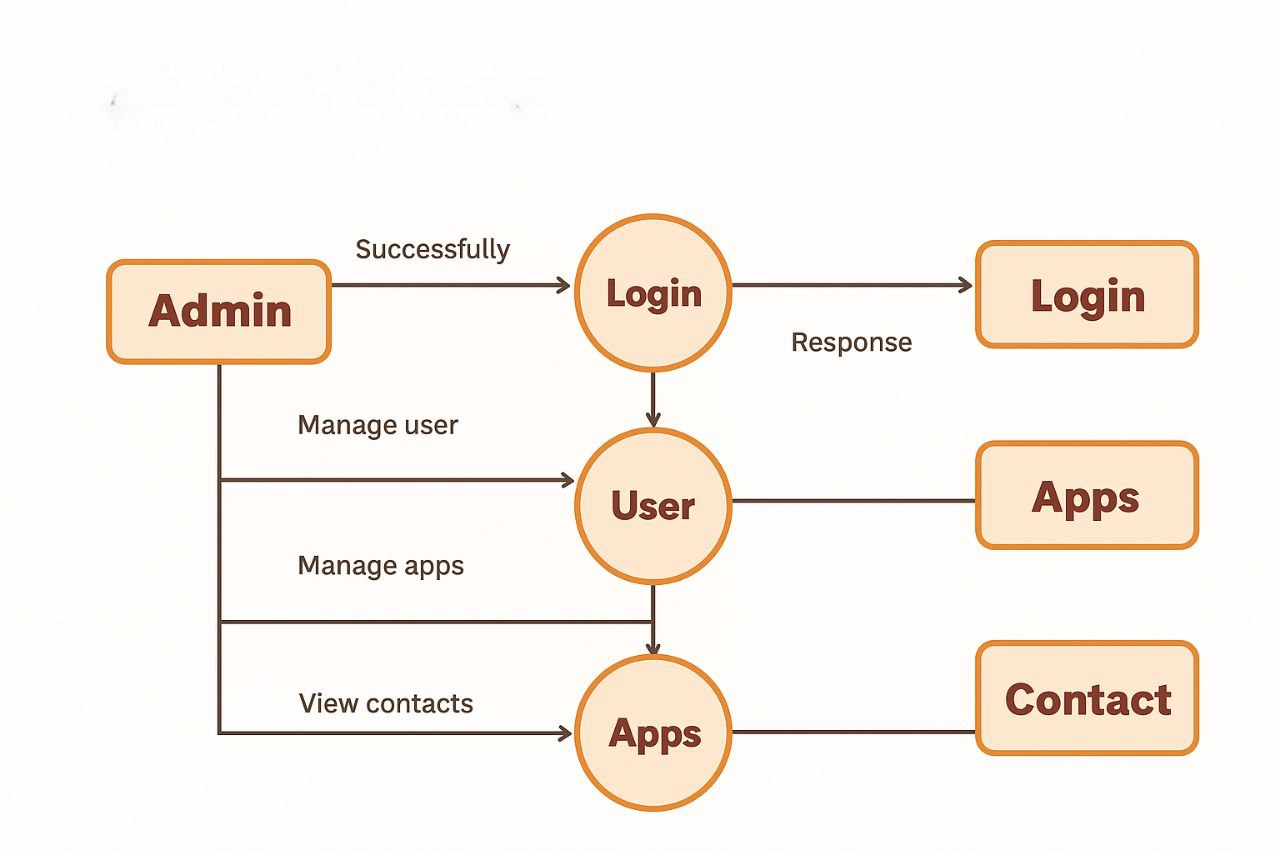 Successfully
Admin
Login
Login
Response
Manage user
User
Apps
Manage apps
View contacts
Apps
Contact